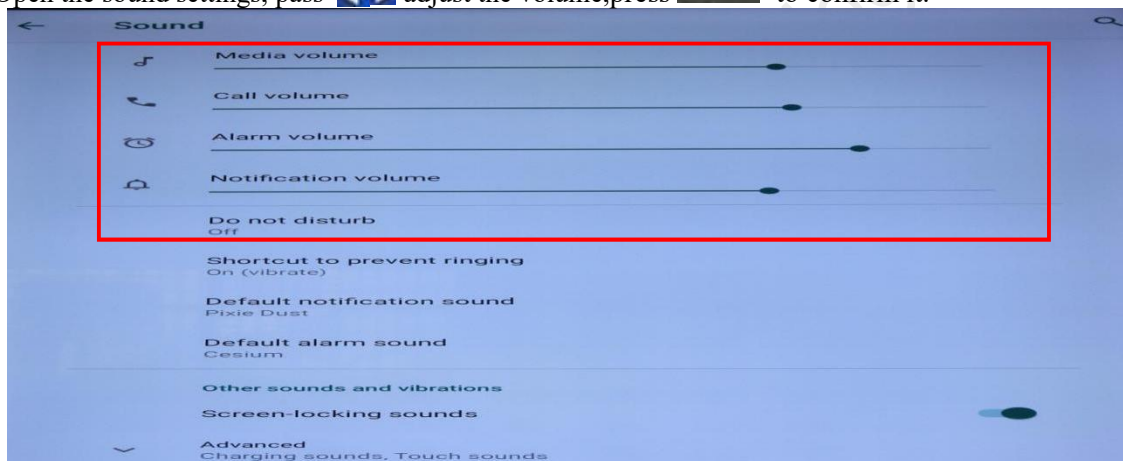 Open the sound settings, pass adjust the volume,press to confirm it.
Sound
Media volume
Call volume
Alarm volume
Notification volume
Do not disturb
Off
Shortcut to prevent ringing
On (vibrate)
Default notification sound
Pixie Dust
Default alarm sound
Cesium
Other sounds and vibrations
Screen-locking sounds
Advanced
Charging sounds, Touch sounds